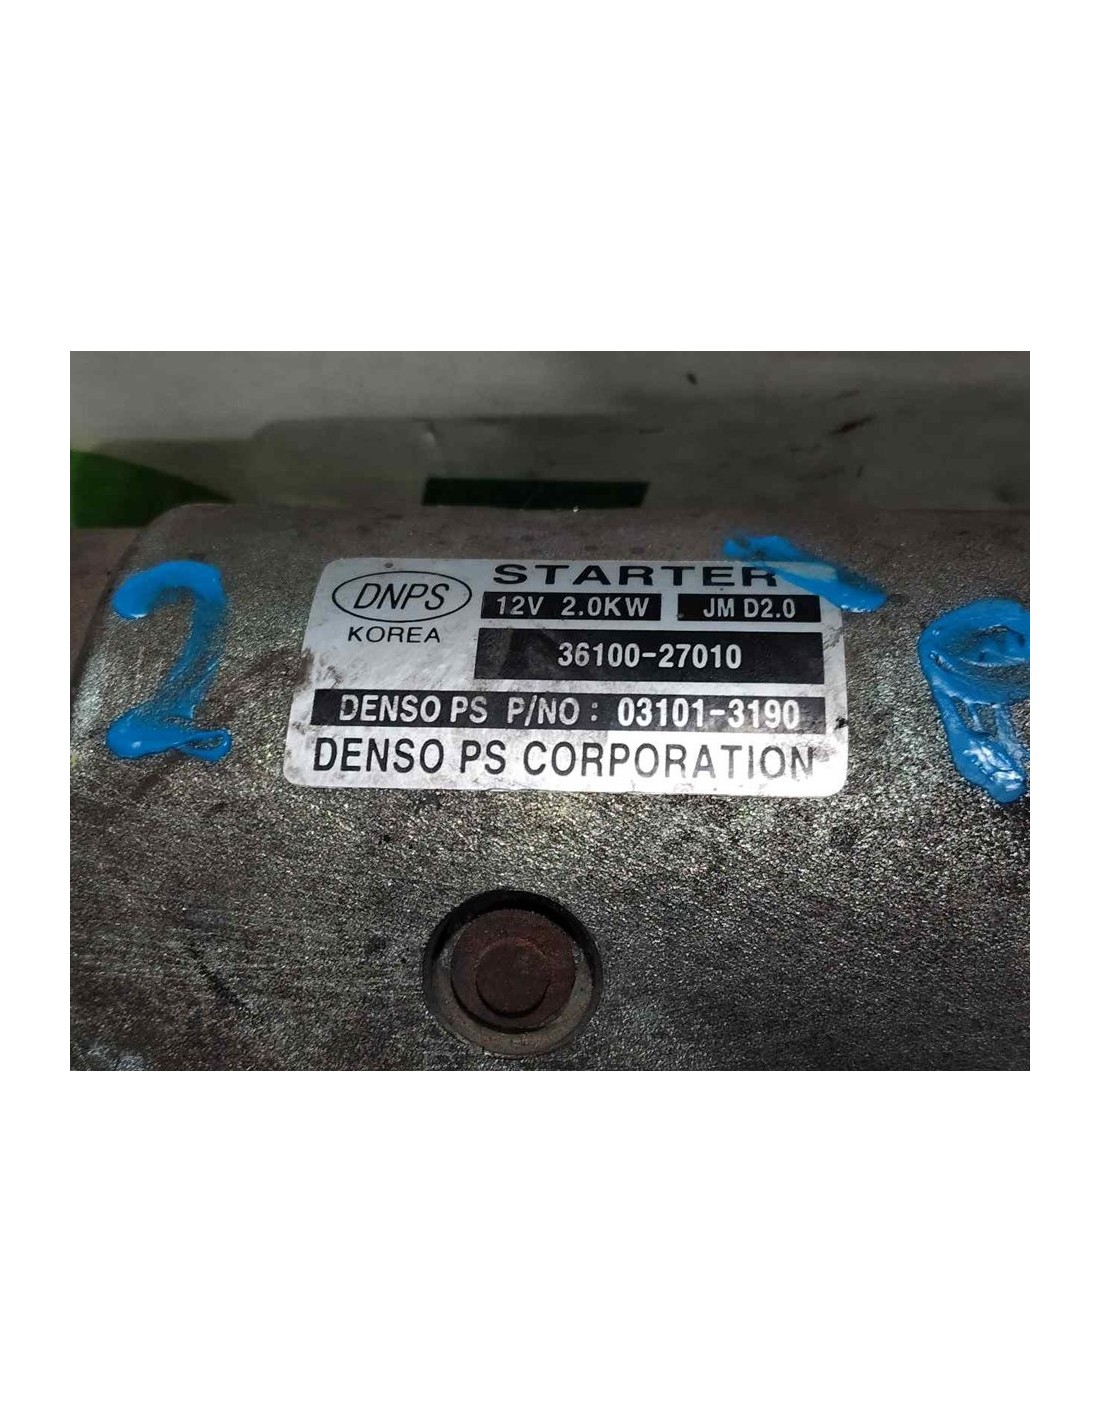 STARTER
DNPS
KOREA
12V 2.0KW JM D2.0
36100-27010
DENSO PS P/NO : 03101-3190
DENSO PS CORPORATION
2